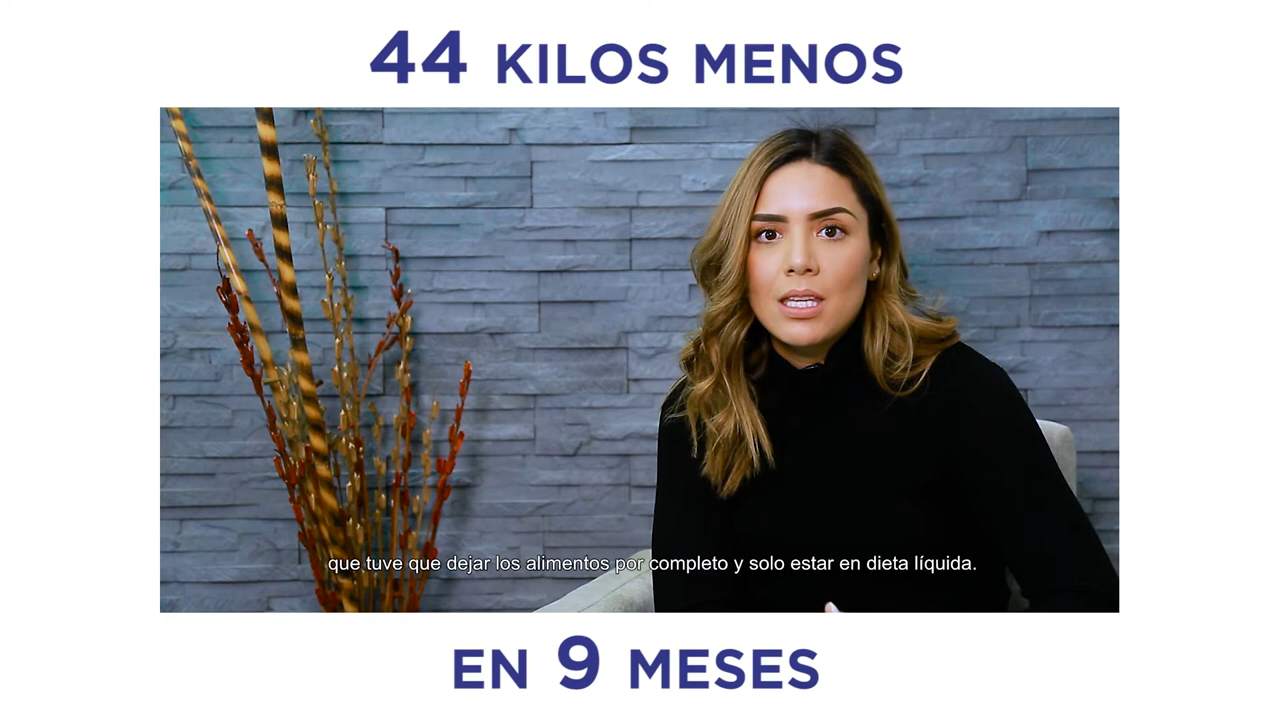 44 KILOS MENOS
que tuve que dejar los alimentos por completo y solo estar en dieta líquida.
EN 9 MESES